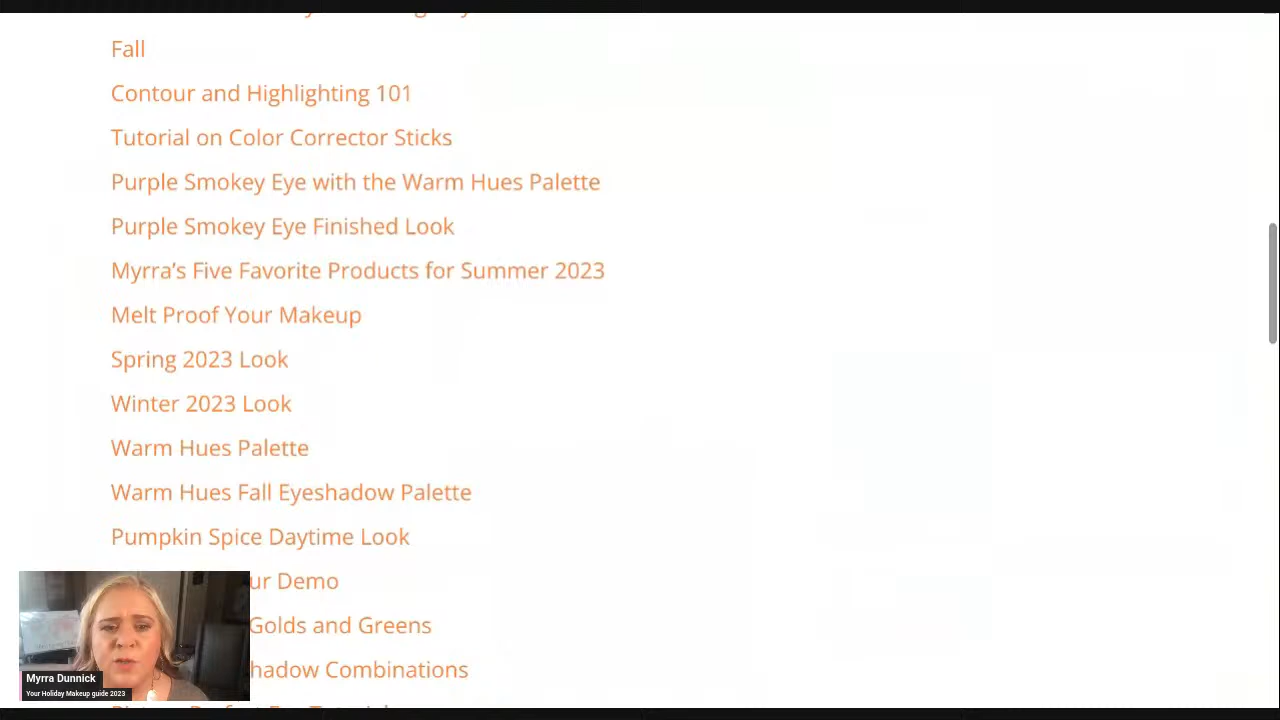 Fall
Contour and Highlighting 101
Tutorial on Color Corrector Sticks
Purple Smokey Eye with the Warm Hues Palette
Purple Smokey Eye Finished Look
Myrra’s Five Favorite Products for Summer 2023
Melt Proof Your Makeup
Spring 2023 Look
Winter 2023 Look
Warm Hues Palette
Warm Hues Fall Eyeshadow Palette
Pumpkin Spice Daytime Look
ur Demo
Golds and Greens
hadow Combinations
Myrra Dunnick
Your Holiday Makeup guide 2023